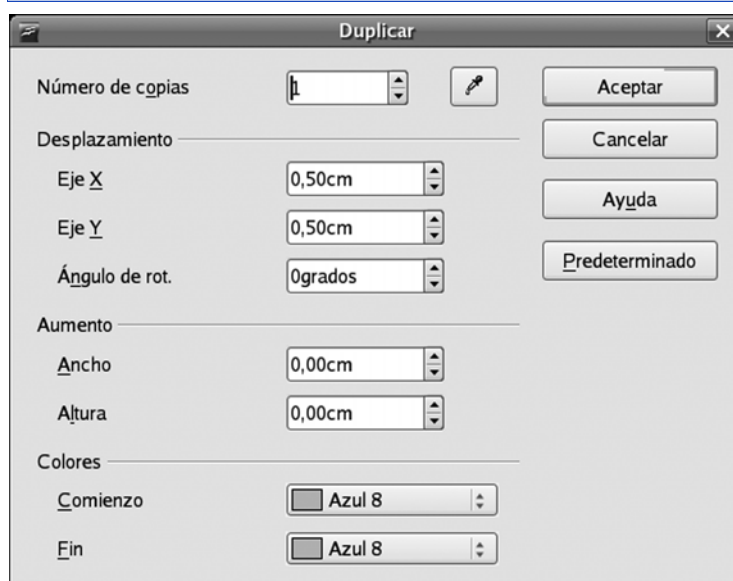 Duplicar
Número de copias 1 Aceptar
Desplazamiento Cancelar
Eje X 0,50cm
Ayuda
Eje Y 0,50cm
Ángulo de rot. 0grados Predeterminado
Aumento
Ancho 0,00cm
Altura 0,00cm
Colores
Comienzo Azul 8
Fin Azul 8